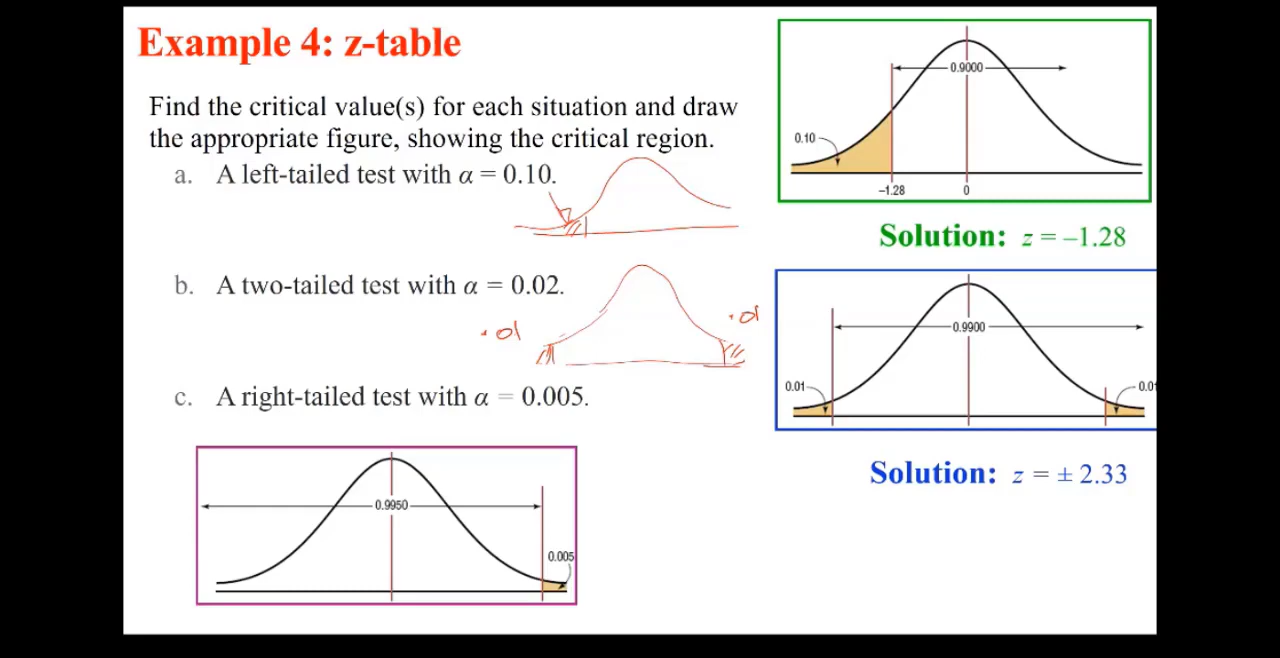 Example 4: z-table
Find the critical value(s) for each situation and draw
the appropriate figure, showing the critical region.
a. A left-tailed test with α = 0.10.
b. A two-tailed test with α = 0.02.
.01
.01
c. A right-tailed test with α = 0.005.
0.9950
0.005
0.9000
0.10
–1.28
0
Solution: z = –1.28
0.9900
0.01
0.01
Solution: z = ± 2.33